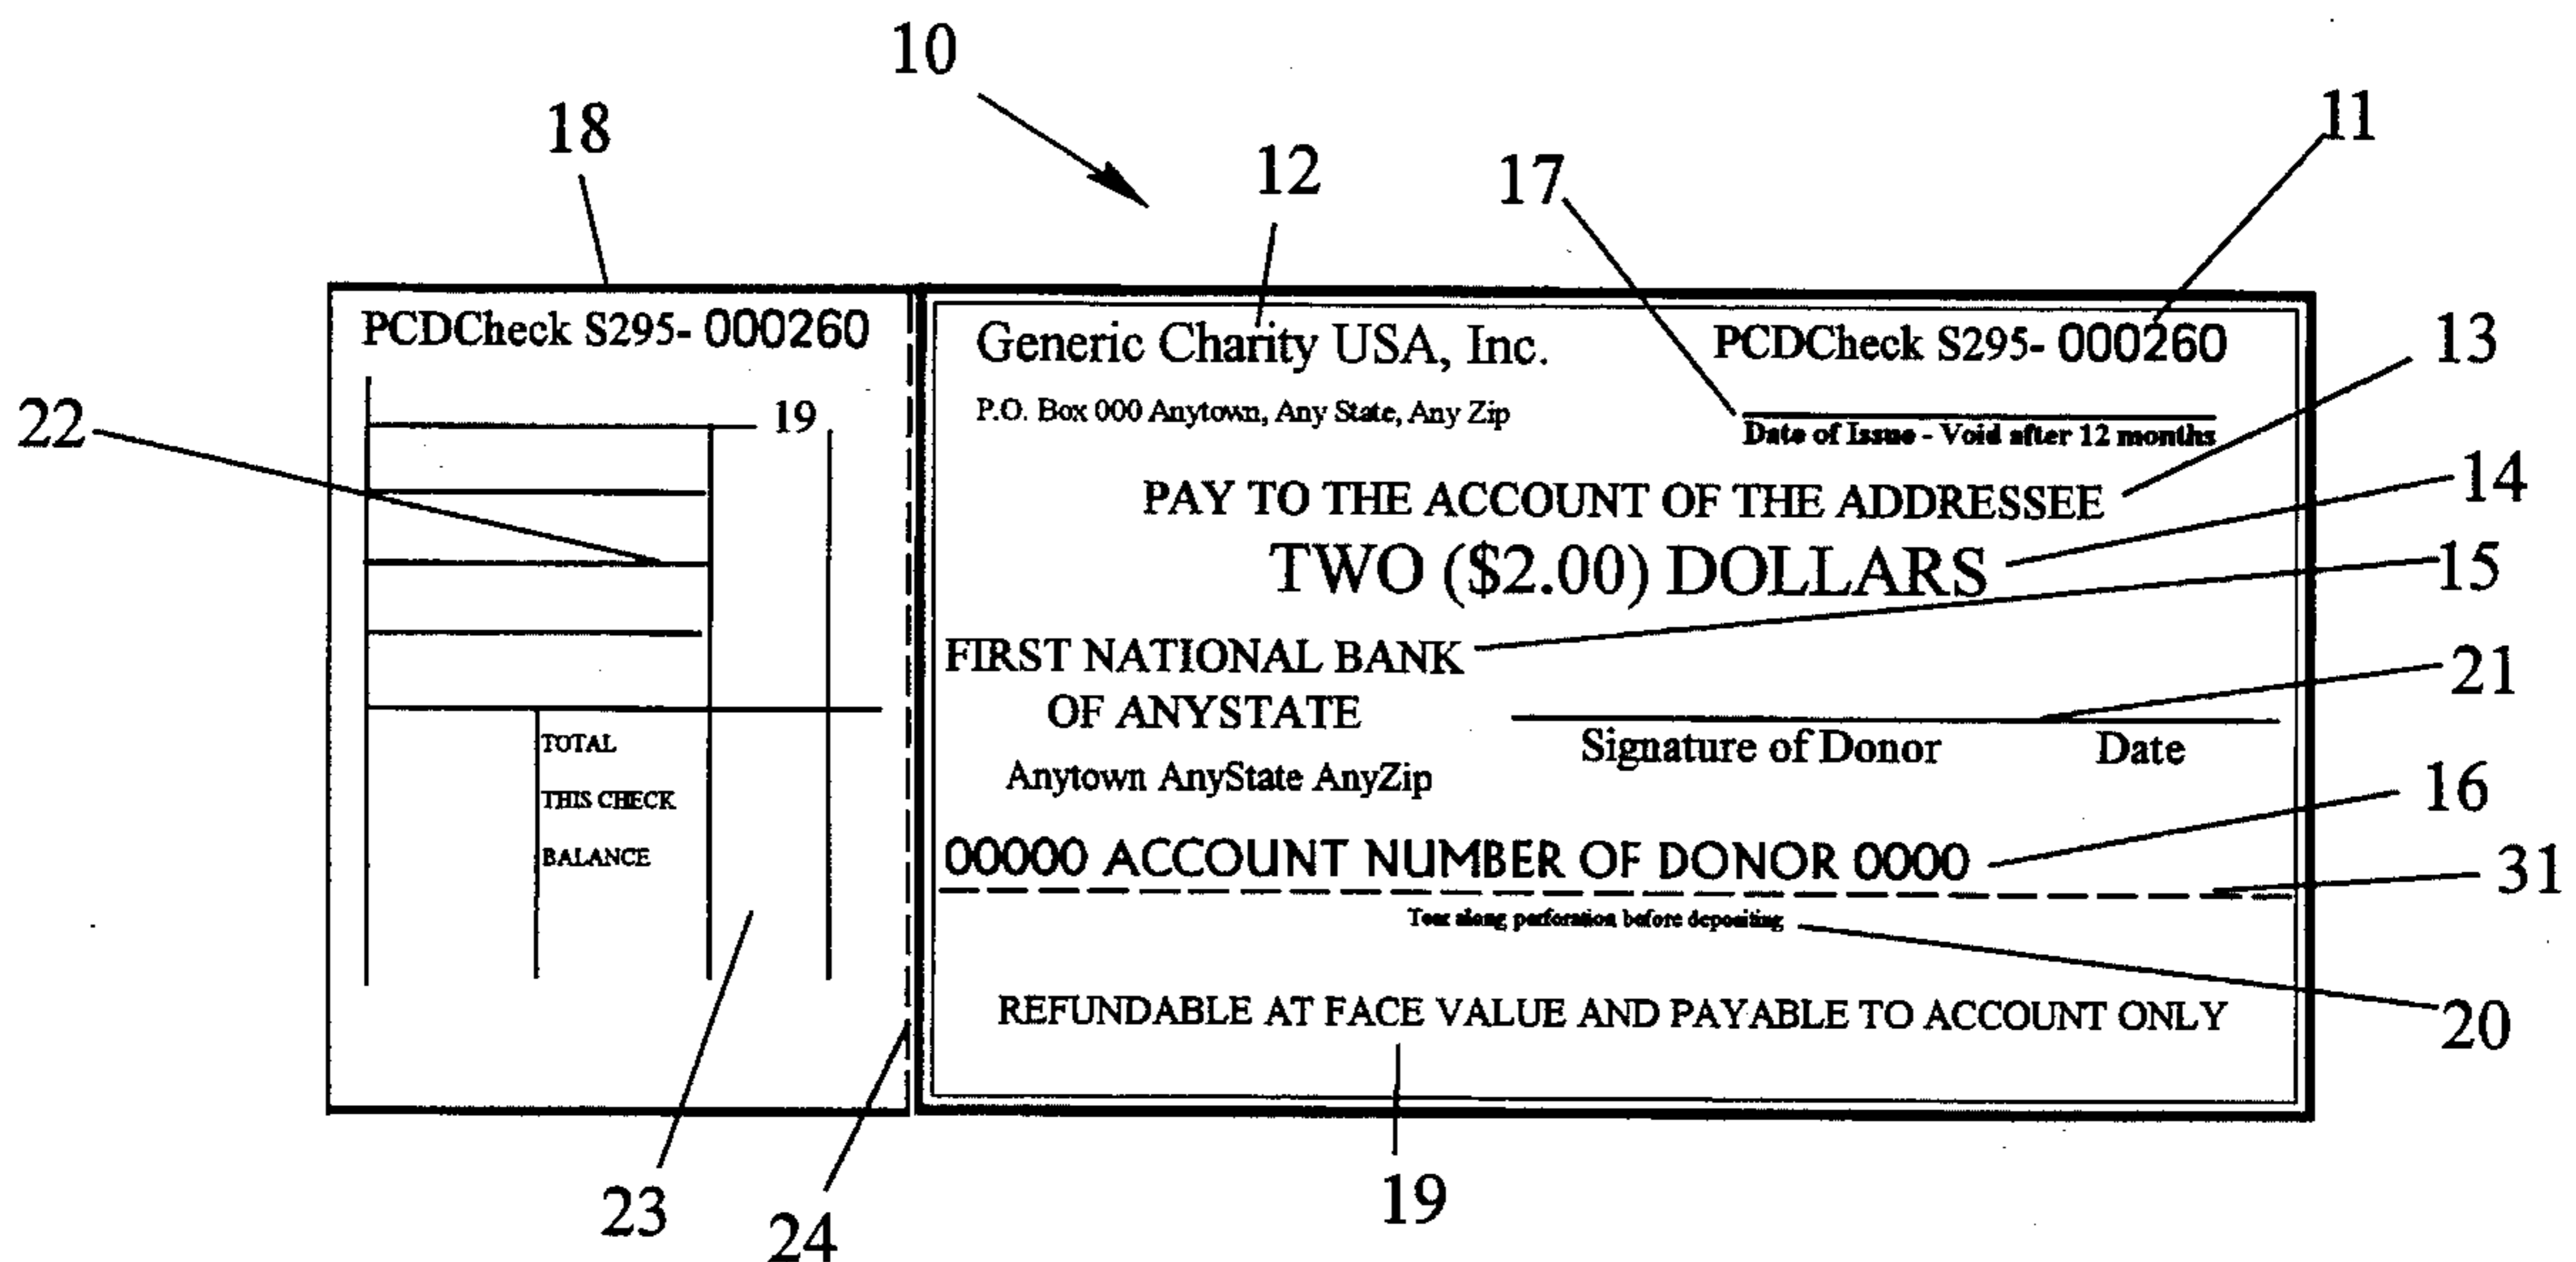 10
18
11
12
17
PCDCheck S295- 000260
Generic Charity USA, Inc.
PCDCheck S295- 000260
13
19
22
P.O. Box 000 Anytown, Any State, Any Zip
Date of Issue - Void after 12 months
PAY TO THE ACCOUNT OF THE ADDRESSEE
14
TWO ($2.00) DOLLARS
15
FIRST NATIONAL BANK
OF ANYSTATE
21
Signature of Donor Date
Anytown AnyState AnyZip
TOTAL
THIS CHECK
BALANCE
16
00000 ACCOUNT NUMBER OF DONOR 0000
31
Tear along perforation before depositing
REFUNDABLE AT FACE VALUE AND PAYABLE TO ACCOUNT ONLY
20
23
24
19